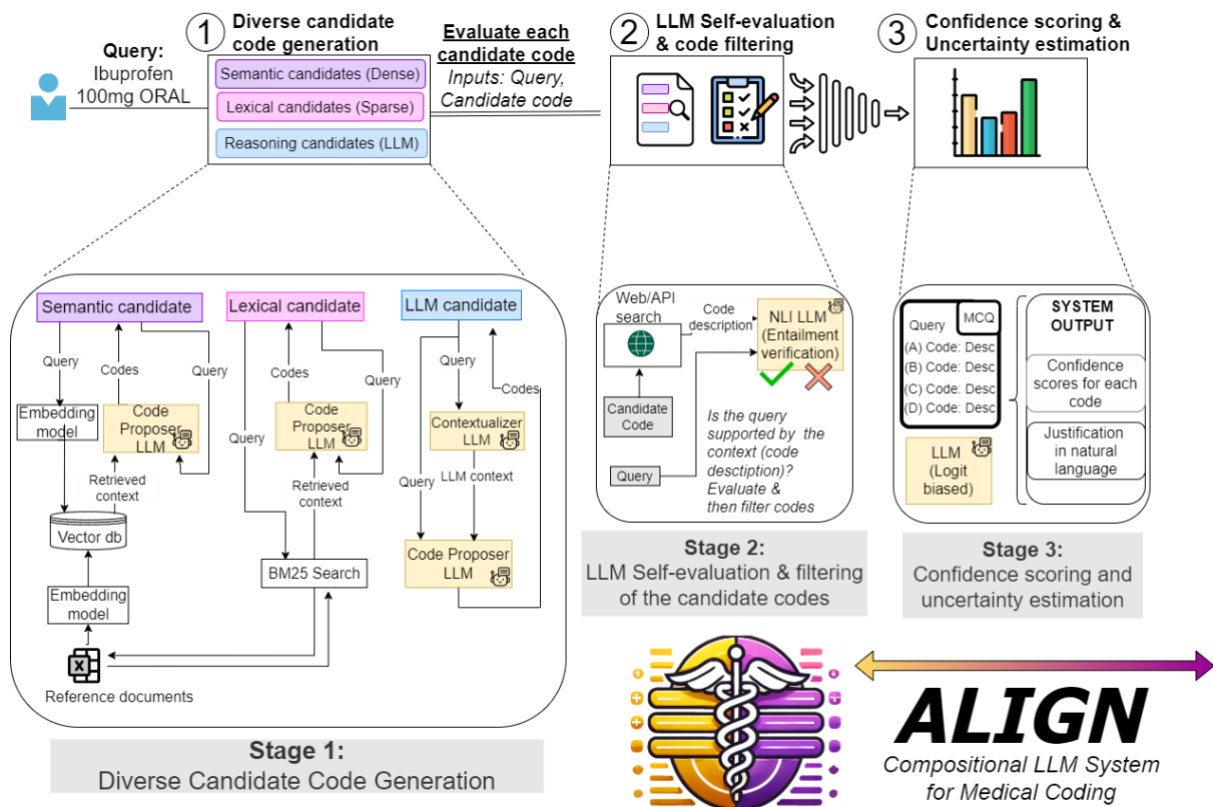 Query:
Ibuprofen
100mg ORAL
1
Diverse candidate
code generation
Semantic candidates (Dense)
Lexical candidates (Sparse)
Reasoning candidates (LLM)
Evaluate each
candidate code
Inputs: Query,
Candidate code
2
LLM Self-evaluation
& code filtering
3
Confidence scoring &
Uncertainty estimation
Semantic candidate
Query
Codes
Query
Embedding
model
Code
Proposer
LLM
Retrieved
context
Vector db
Embedding
model
Reference documents
Lexical candidate
Codes
Query
Code
Proposer
LLM
Query
Retrieved
context
BM25 Search
LLM candidate
Query
Codes
Contextualizer
LLM
Query
LLM context
Code Proposer
LLM
Stage 1:
Diverse Candidate Code Generation
Web/API
search
Code
description
NLI LLM
(Entailment
verification)
Candidate
Code
Query
Is the query
supported by the
context (code
desctiption)?
Evaluate &
then filter codes
Stage 2:
LLM Self-evaluation & filtering
of the candidate codes
Query
MCQ
(A) Code: Desc
(B) Code: Desc
(C) Code: Desc
(D) Code: Desc
LLM
(Logit
biased)
SYSTEM
OUTPUT
Confidence
scores for each
code
Justification
in natural
language
Stage 3:
Confidence scoring and
uncertainty estimation
ALIGN
Compositional LLM System
for Medical Coding